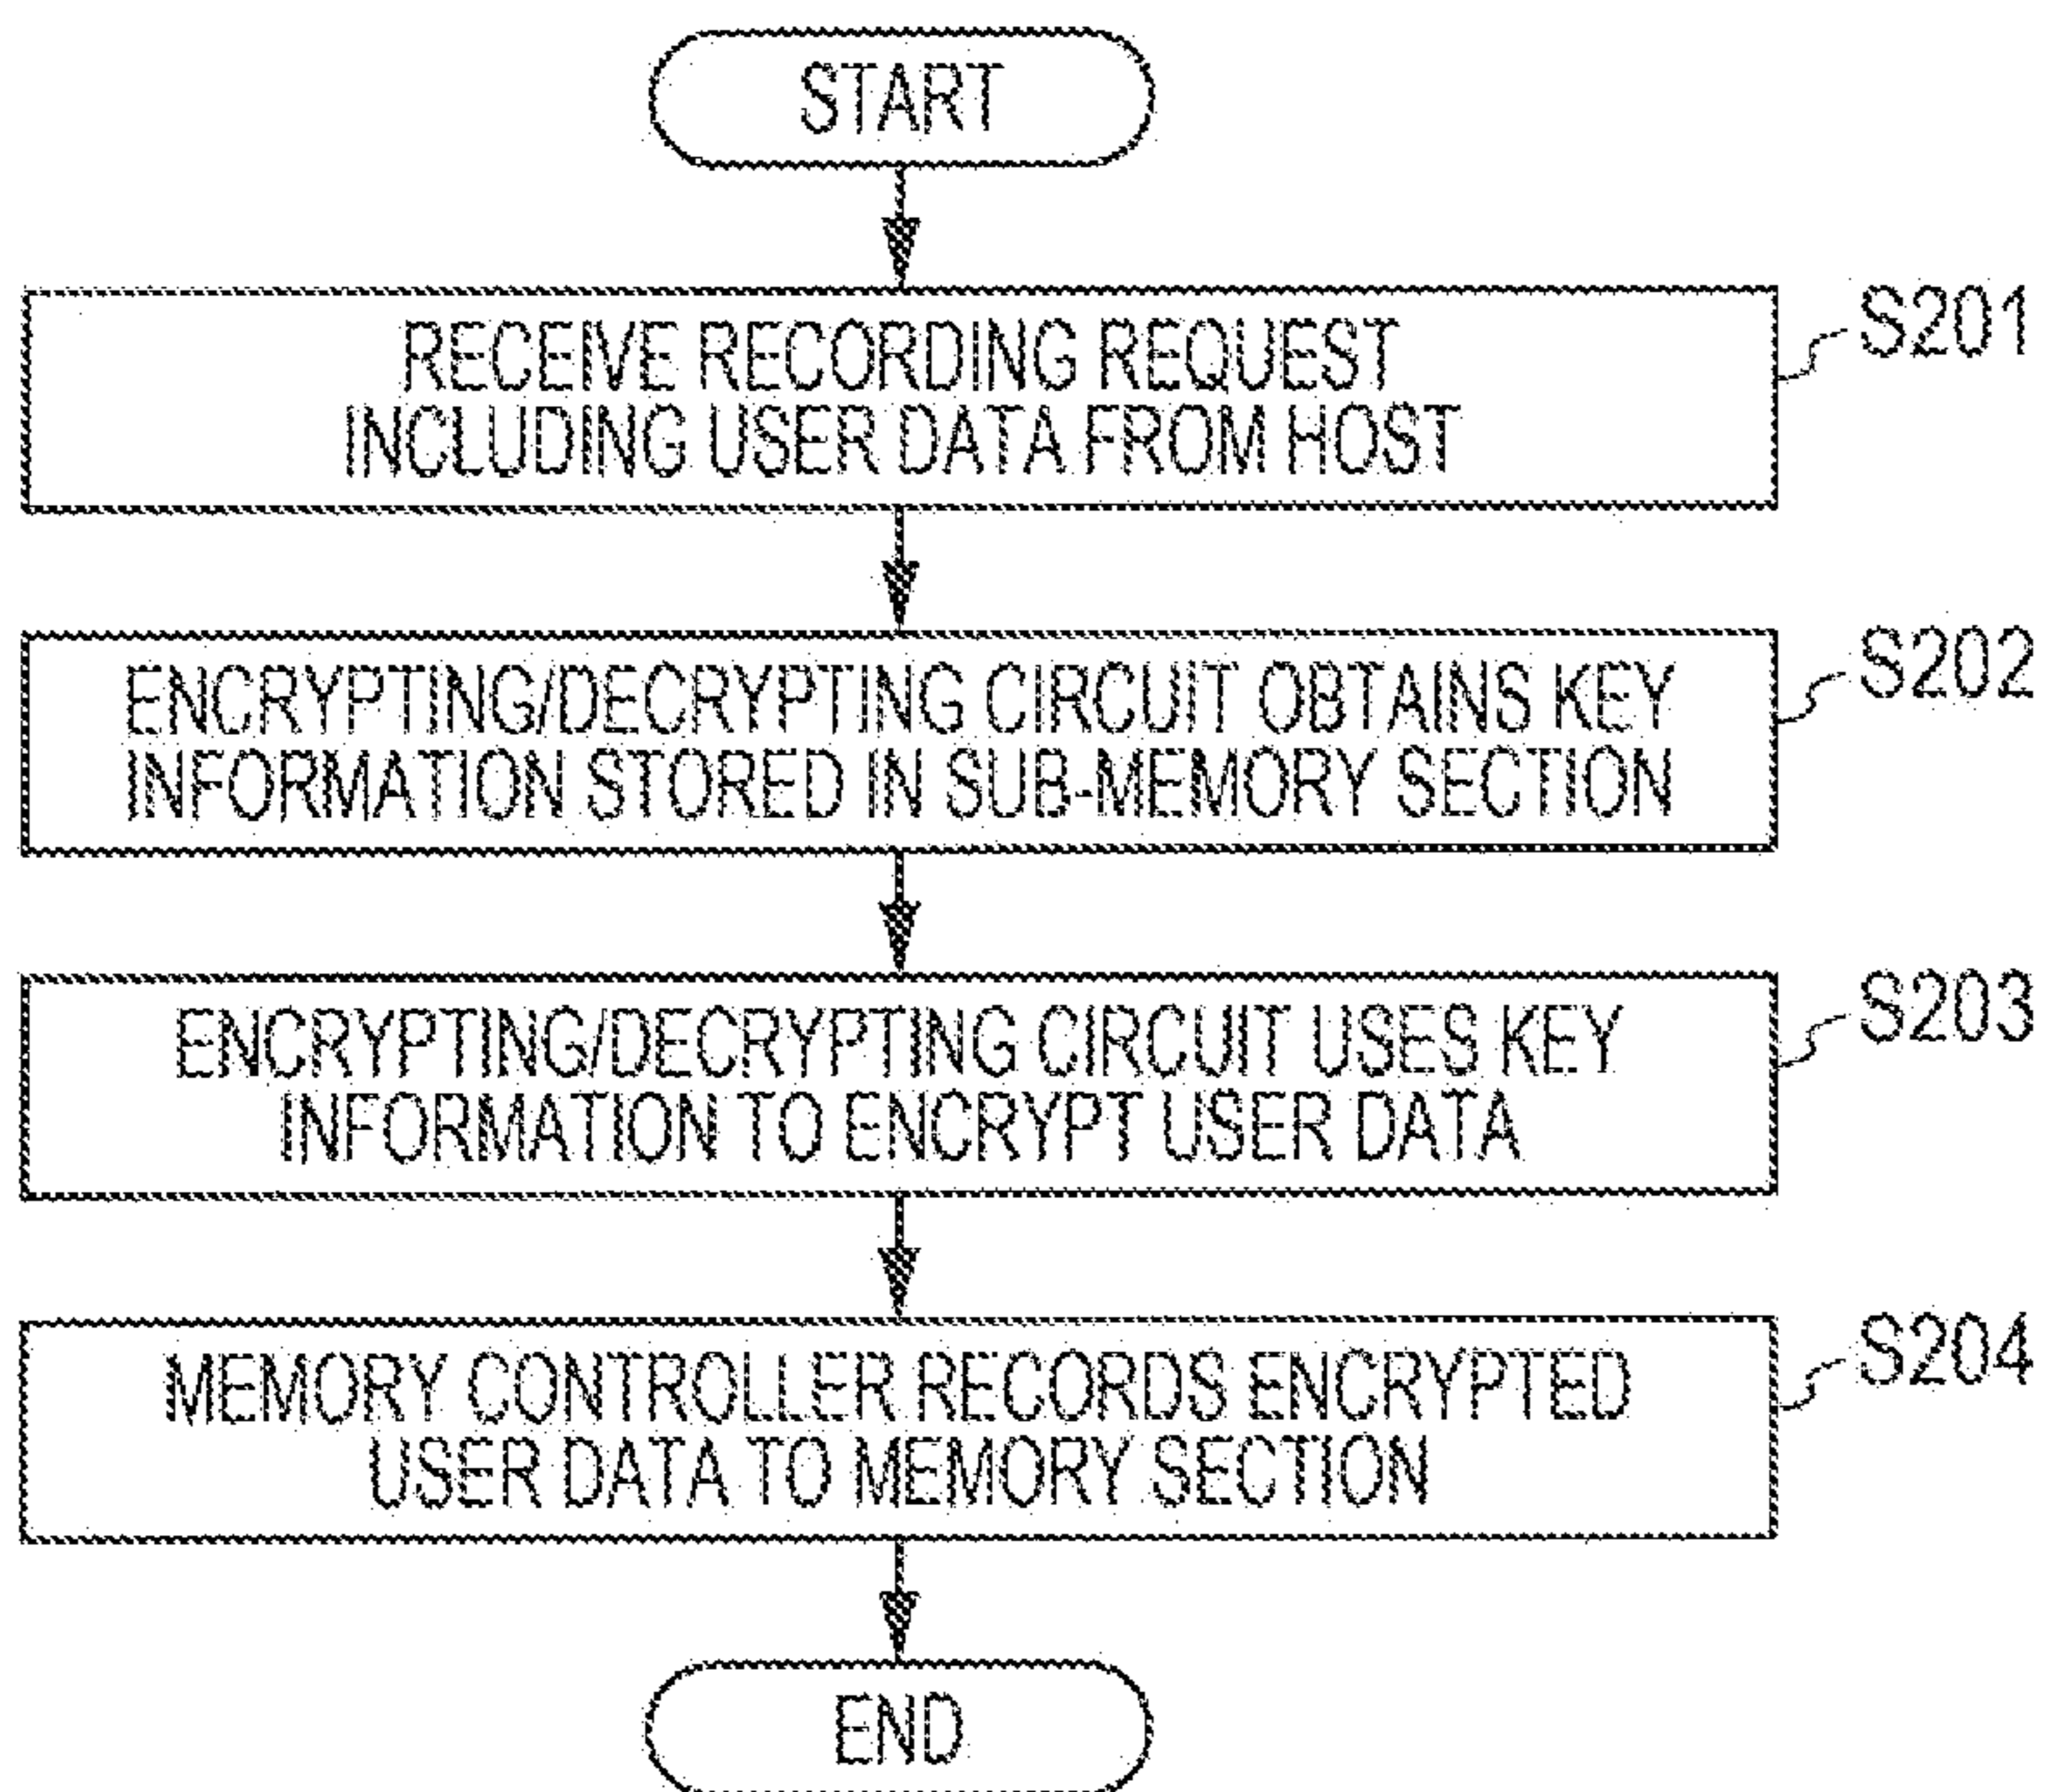 START
RECEIVE RECORDING REQUEST
INCLUDING USER DATA FROM HOST
S201
ENCRYPTING/DECRYPTING CIRCUIT OBTAINS KEY
INFORMATION STORED IN SUB-MEMORY SECTION
S202
ENCRYPTING/DECRYPTING CIRCUIT USES KEY
INFORMATION TO ENCRYPT USER DATA
S203
MEMORY CONTROLLER RECORDS ENCRYPTED
USER DATA TO MEMORY SECTION
S204
END